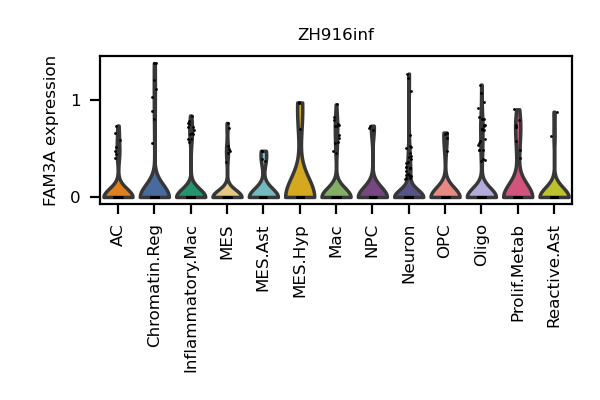 ZH916inf
FAM3A expression
1
0
AC
Chromatin.Reg
Inflammatory.Mac
MES
MES.Ast
MES.Hyp
Mac
NPC
Neuron
OPC
Oligo
Prolif.Metab
Reactive.Ast